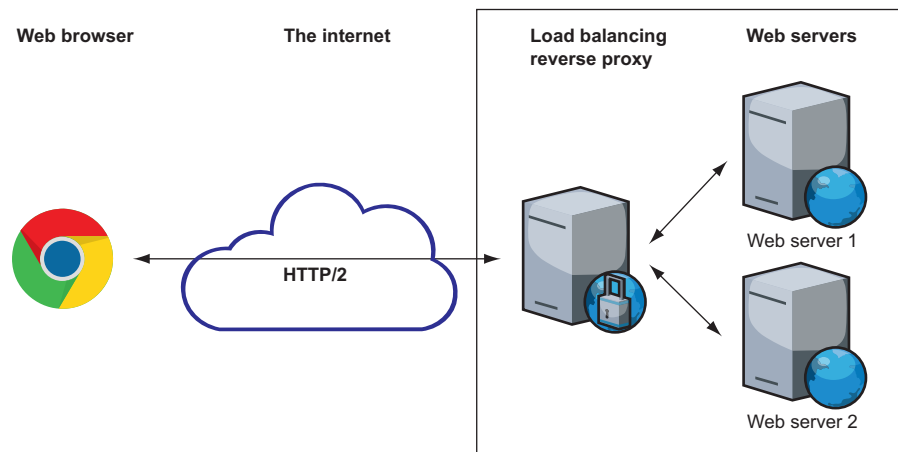 Web browser
The internet
Load balancing
reverse proxy
Web servers
HTTP/2
Web server 1
Web server 2